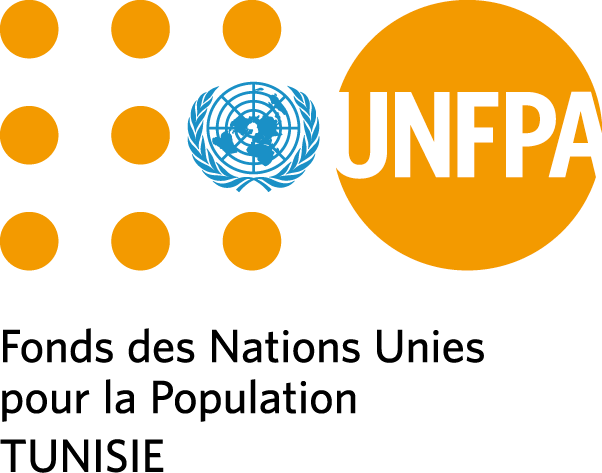 UNFPA
Fonds des Nations Unies
pour la Population
TUNISIE